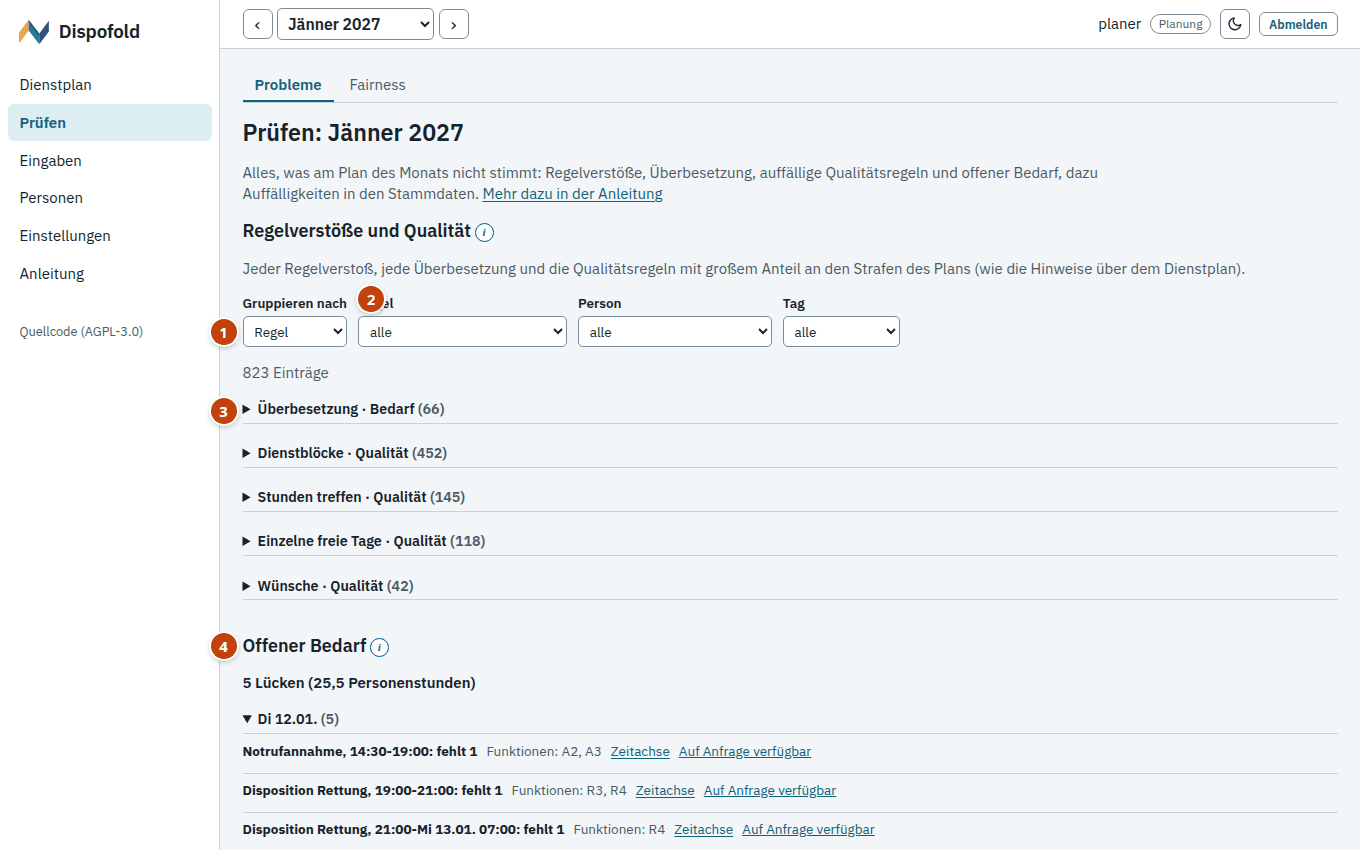 Dispofold
‹ Jänner 2027 ›
planer Planung Abmelden
Dienstplan
Prüfen
Eingaben
Personen
Einstellungen
Anleitung
Quellcode (AGPL-3.0)
Probleme Fairness
Prüfen: Jänner 2027
Alles, was am Plan des Monats nicht stimmt: Regelverstöße, Überbesetzung, auffällige Qualitätsregeln und offener Bedarf, dazu
Auffälligkeiten in den Stammdaten. Mehr dazu in der Anleitung
Regelverstöße und Qualität i
Jeder Regelverstoß, jede Überbesetzung und die Qualitätsregeln mit großem Anteil an den Strafen des Plans (wie die Hinweise über dem Dienstplan).
Gruppieren nach 2 el Person Tag
1 Regel alle alle alle
823 Einträge
3 Überbesetzung · Bedarf (66)
Dienstblöcke · Qualität (452)
Stunden treffen · Qualität (145)
Einzelne freie Tage · Qualität (118)
Wünsche · Qualität (42)
4 Offener Bedarf i
5 Lücken (25,5 Personenstunden)
Di 12.01. (5)
Notrufannahme, 14:30-19:00: fehlt 1 Funktionen: A2, A3 Zeitachse Auf Anfrage verfügbar
Disposition Rettung, 19:00-21:00: fehlt 1 Funktionen: R3, R4 Zeitachse Auf Anfrage verfügbar
Disposition Rettung, 21:00-Mi 13.01. 07:00: fehlt 1 Funktionen: R4 Zeitachse Auf Anfrage verfügbar